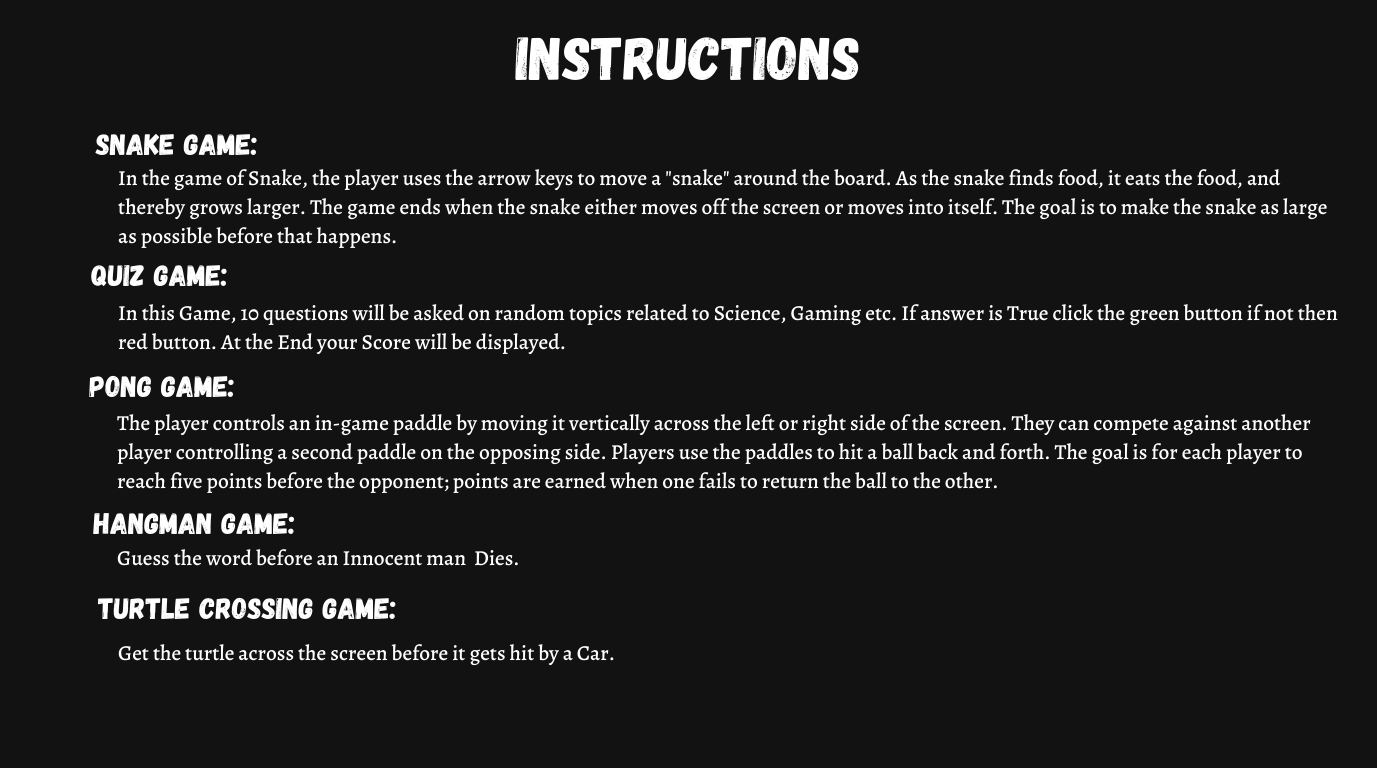 INSTRUCTIONS
SNAKE GAME:
In the game of Snake, the player uses the arrow keys to move a "snake" around the board. As the snake finds food, it eats the food, and
thereby grows larger. The game ends when the snake either moves off the screen or moves into itself. The goal is to make the snake as large
as possible before that happens.
QUIZ GAME:
In this Game, 10 questions will be asked on random topics related to Science, Gaming etc. If answer is True click the green button if not then
red button. At the End your Score will be displayed.
PONG GAME:
The player controls an in-game paddle by moving it vertically across the left or right side of the screen. They can compete against another
player controlling a second paddle on the opposing side. Players use the paddles to hit a ball back and forth. The goal is for each player to
reach five points before the opponent; points are earned when one fails to return the ball to the other.
HANGMAN GAME:
Guess the word before an Innocent man  Dies.
TURTLE CROSSING GAME:
Get the turtle across the screen before it gets hit by a Car.